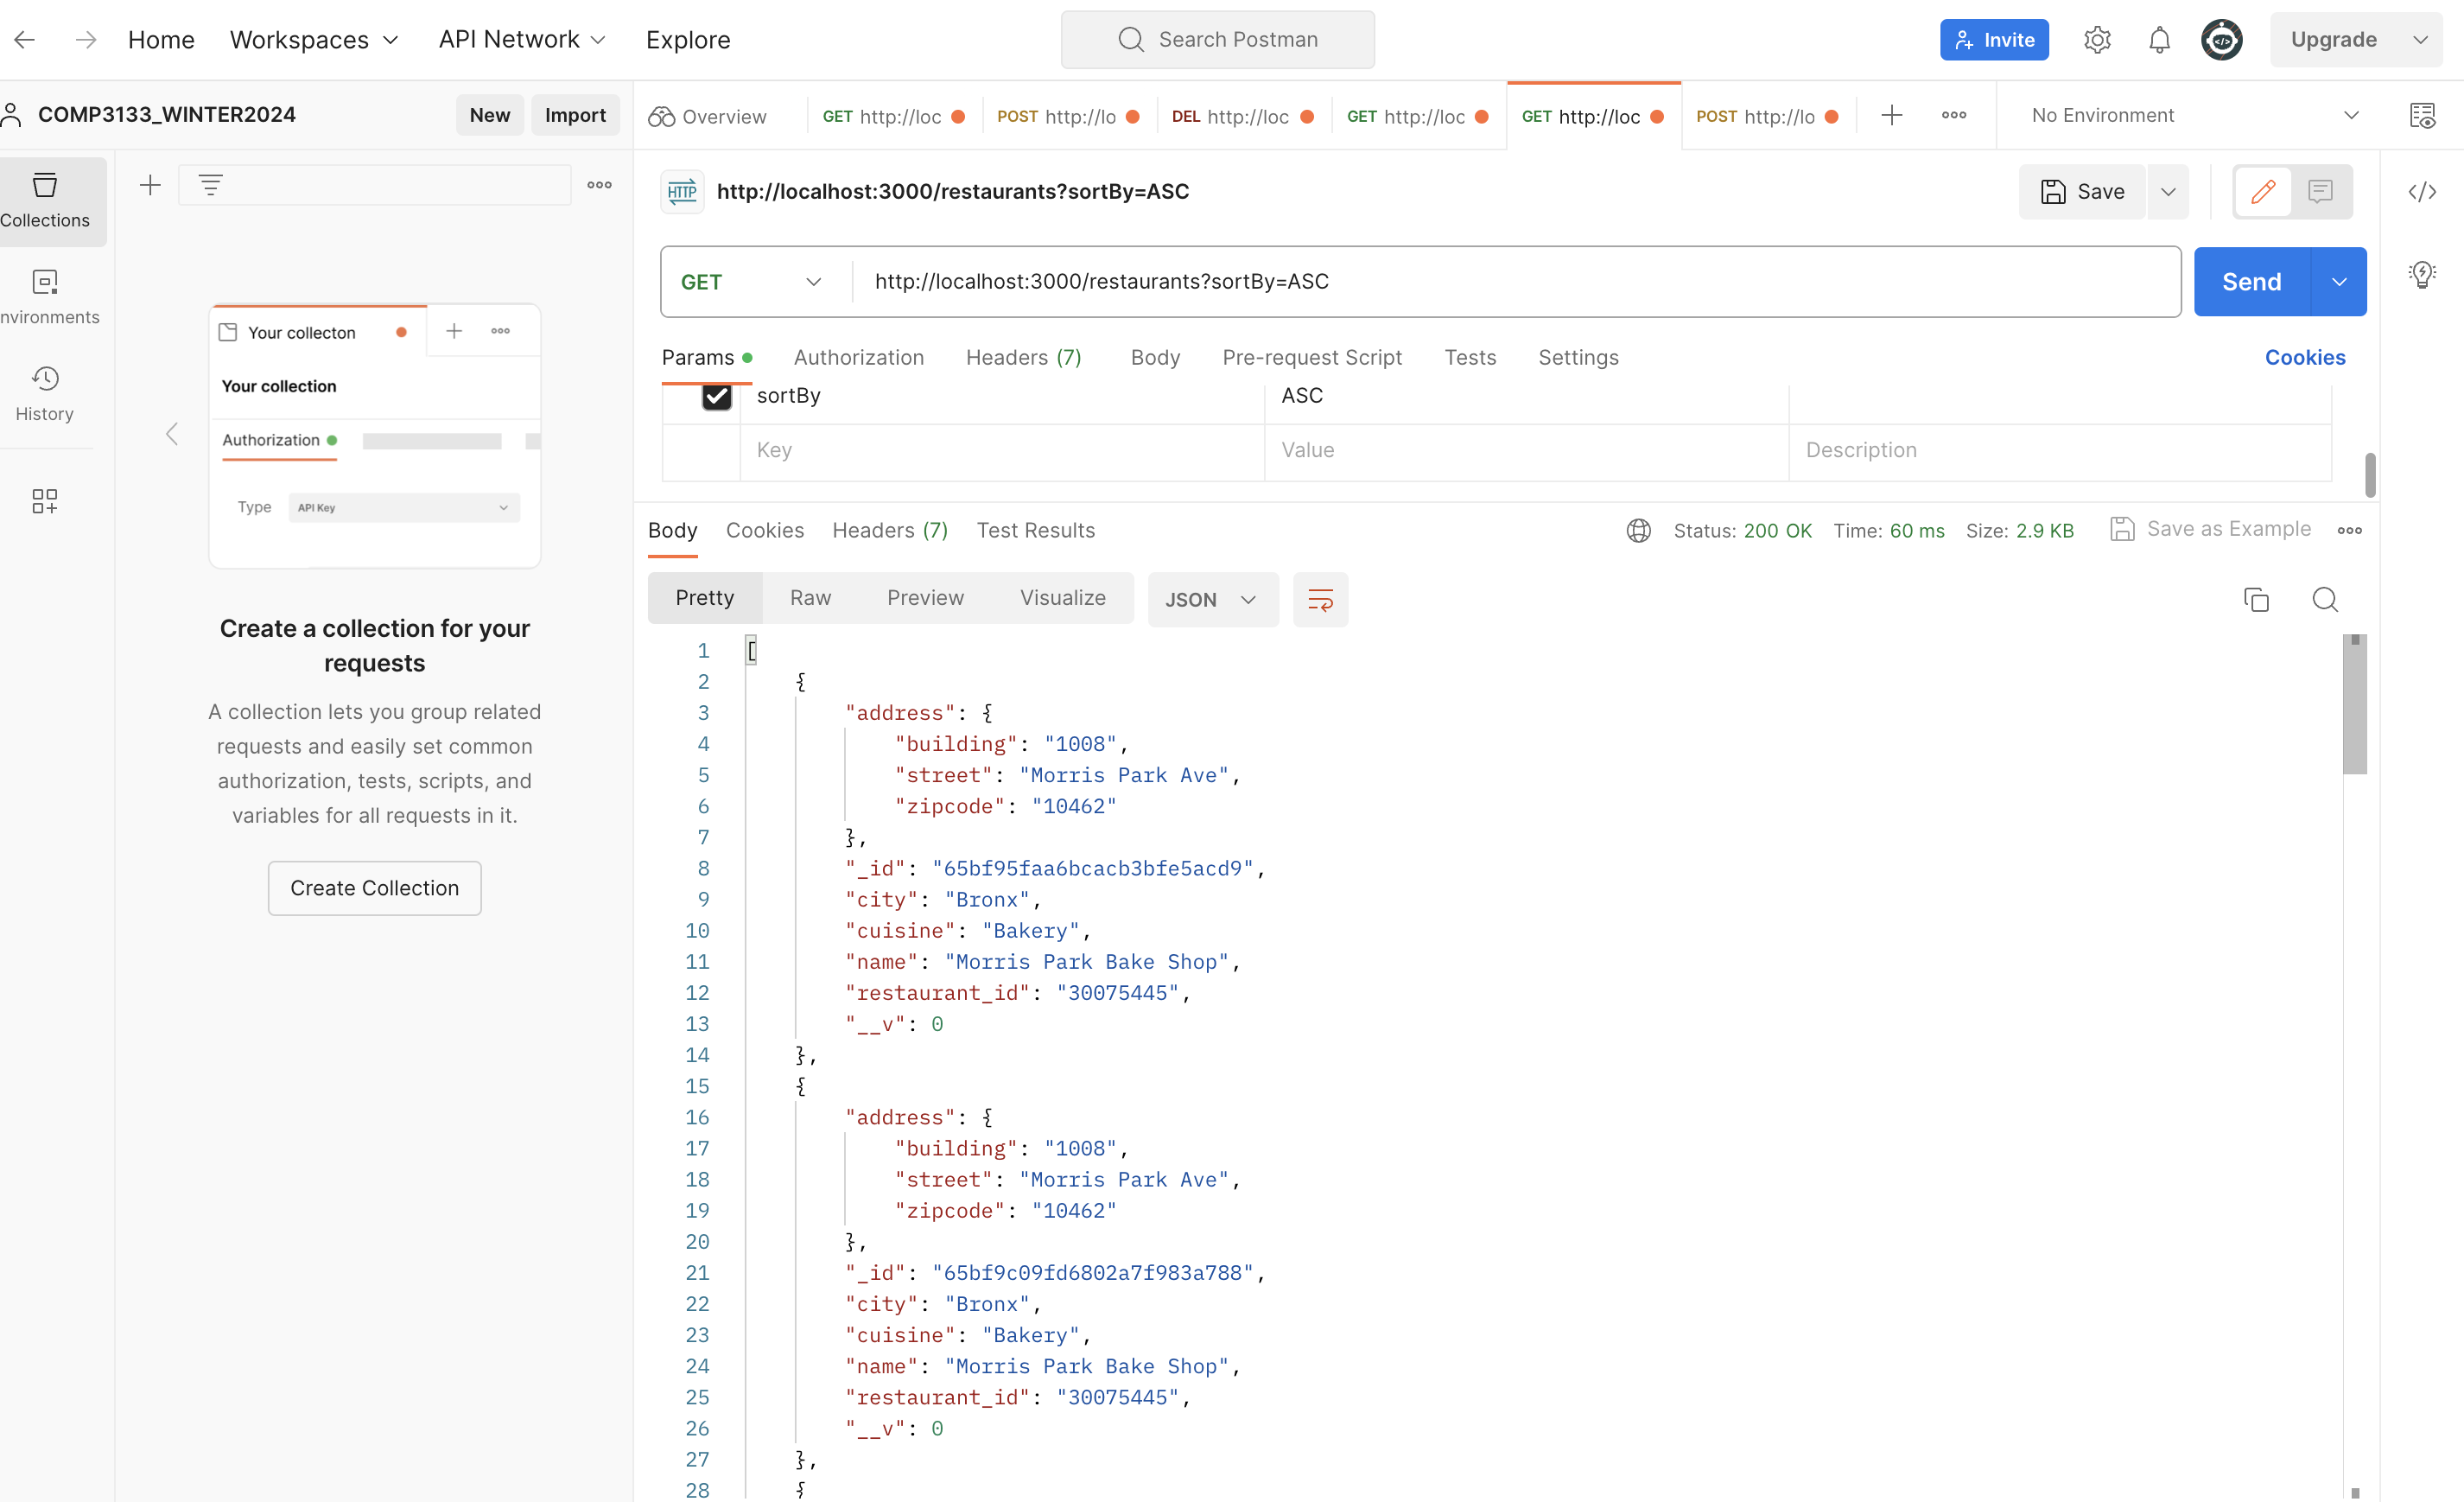 Home Workspaces API Network Explore Search Postman Invite Upgrade
COMP3133_WINTER2024 New Import Overview GET http://loc POST http://lo DEL http://loc GET http://loc GET http://loc POST http://lo No Environment
Collections
nvironments
History
Your collecton
Your collection
Authorization
Type API Key
Create a collection for your
requests
A collection lets you group related
requests and easily set common
authorization, tests, scripts, and
variables for all requests in it.
Create Collection
HTTP http://localhost:3000/restaurants?sortBy=ASC Save
GET http://localhost:3000/restaurants?sortBy=ASC Send
Params Authorization Headers (7) Body Pre-request Script Tests Settings Cookies
sortBy ASC
Key Value Description
Body Cookies Headers (7) Test Results Status: 200 OK Time: 60 ms Size: 2.9 KB Save as Example
Pretty Raw Preview Visualize JSON
1 [
2 {
3 "address": {
4 "building": "1008",
5 "street": "Morris Park Ave",
6 "zipcode": "10462"
7 },
8 "_id": "65bf95faa6bcacb3bfe5acd9",
9 "city": "Bronx",
10 "cuisine": "Bakery",
11 "name": "Morris Park Bake Shop",
12 "restaurant_id": "30075445",
13 "__v": 0
14 },
15 {
16 "address": {
17 "building": "1008",
18 "street": "Morris Park Ave",
19 "zipcode": "10462"
20 },
21 "_id": "65bf9c09fd6802a7f983a788",
22 "city": "Bronx",
23 "cuisine": "Bakery",
24 "name": "Morris Park Bake Shop",
25 "restaurant_id": "30075445",
26 "__v": 0
27 },
28 {